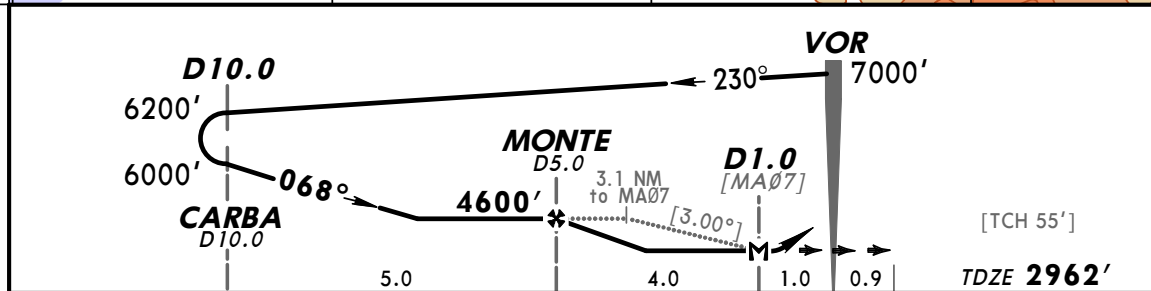 VOR
D10.0
230°
7000'
6200'
MONTE
D5.0
D1.0
[MAØ7]
6000'
068°
3.1 NM
to MAØ7
4600'
[3.00°]
CARBA
D10.0
[TCH 55']
M
5.0
4.0
1.0
0.9
TDZE 2962'